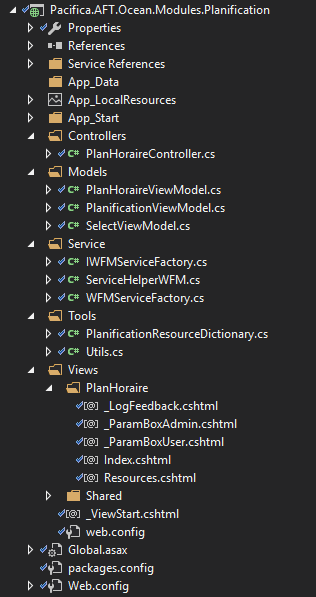 Pacifica.AFT.Ocean.Modules.Planification
Properties
References
Service References
App_Data
App_LocalResources
App_Start
Controllers
C# PlanHoraireController.cs
Models
C# PlanHoraireViewModel.cs
C# PlanificationViewModel.cs
C# SelectViewModel.cs
Service
C# IWFMServiceFactory.cs
C# ServiceHelperWFM.cs
C# WFMServiceFactory.cs
Tools
C# PlanificationResourceDictionary.cs
C# Utils.cs
Views
PlanHoraire
[@] _LogFeedback.cshtml
[@] _ParamBoxAdmin.cshtml
[@] _ParamBoxUser.cshtml
[@] Index.cshtml
[@] Resources.cshtml
Shared
[@] _ViewStart.cshtml
web.config
Global.asax
packages.config
Web.config